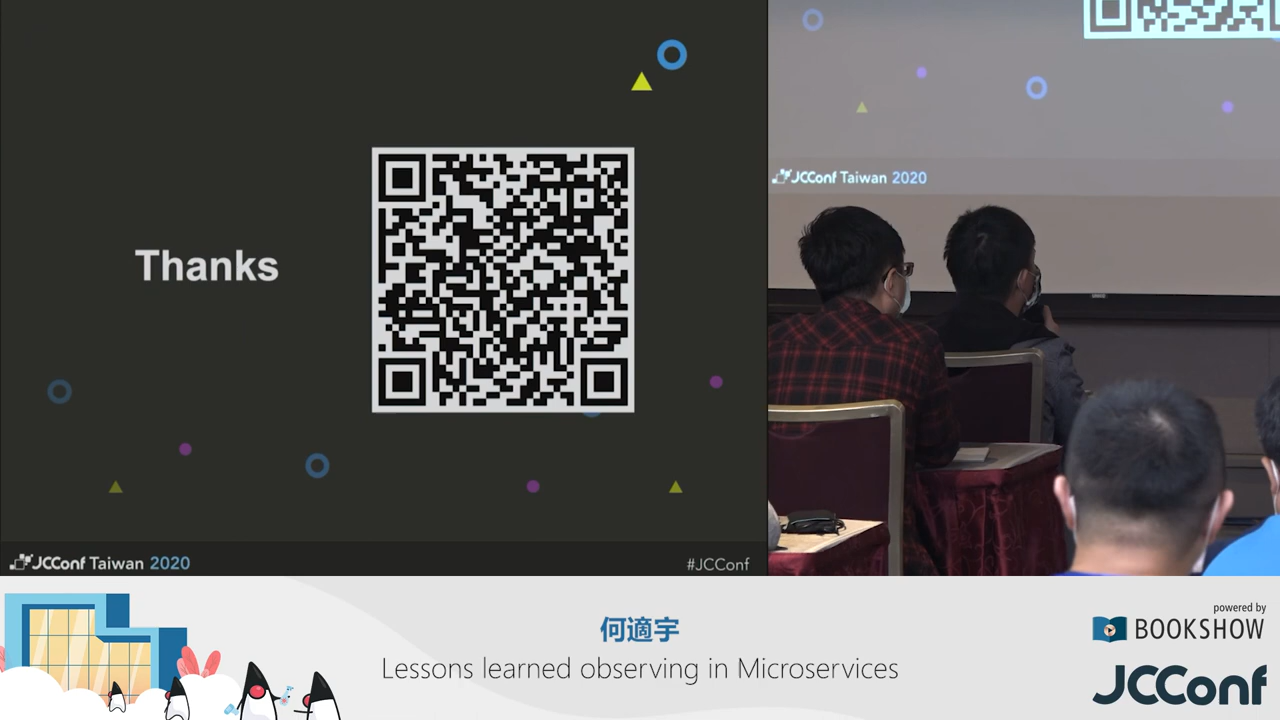 Thanks
JCConf Taiwan 2020
#JCConf
JCConf Taiwan 2020
何適宇
Lessons learned observing in Microservices
powered by
BOOKSHOW
JCConf